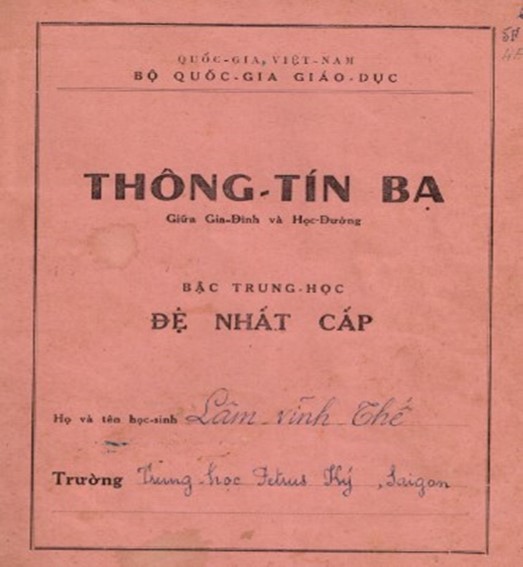 QUỐC-GIA, VIỆT-NAM
BỘ QUỐC-GIA GIÁO-DỤC
THÔNG-TÍN BẠ
Giữa Gia-Đình và Học-Đường
BẬC TRUNG-HỌC
ĐỆ NHẤT CẤP
Họ và tên học-sinh Lâm Vĩnh Thế
Trường Trung-học Petrus Ký, Saigon